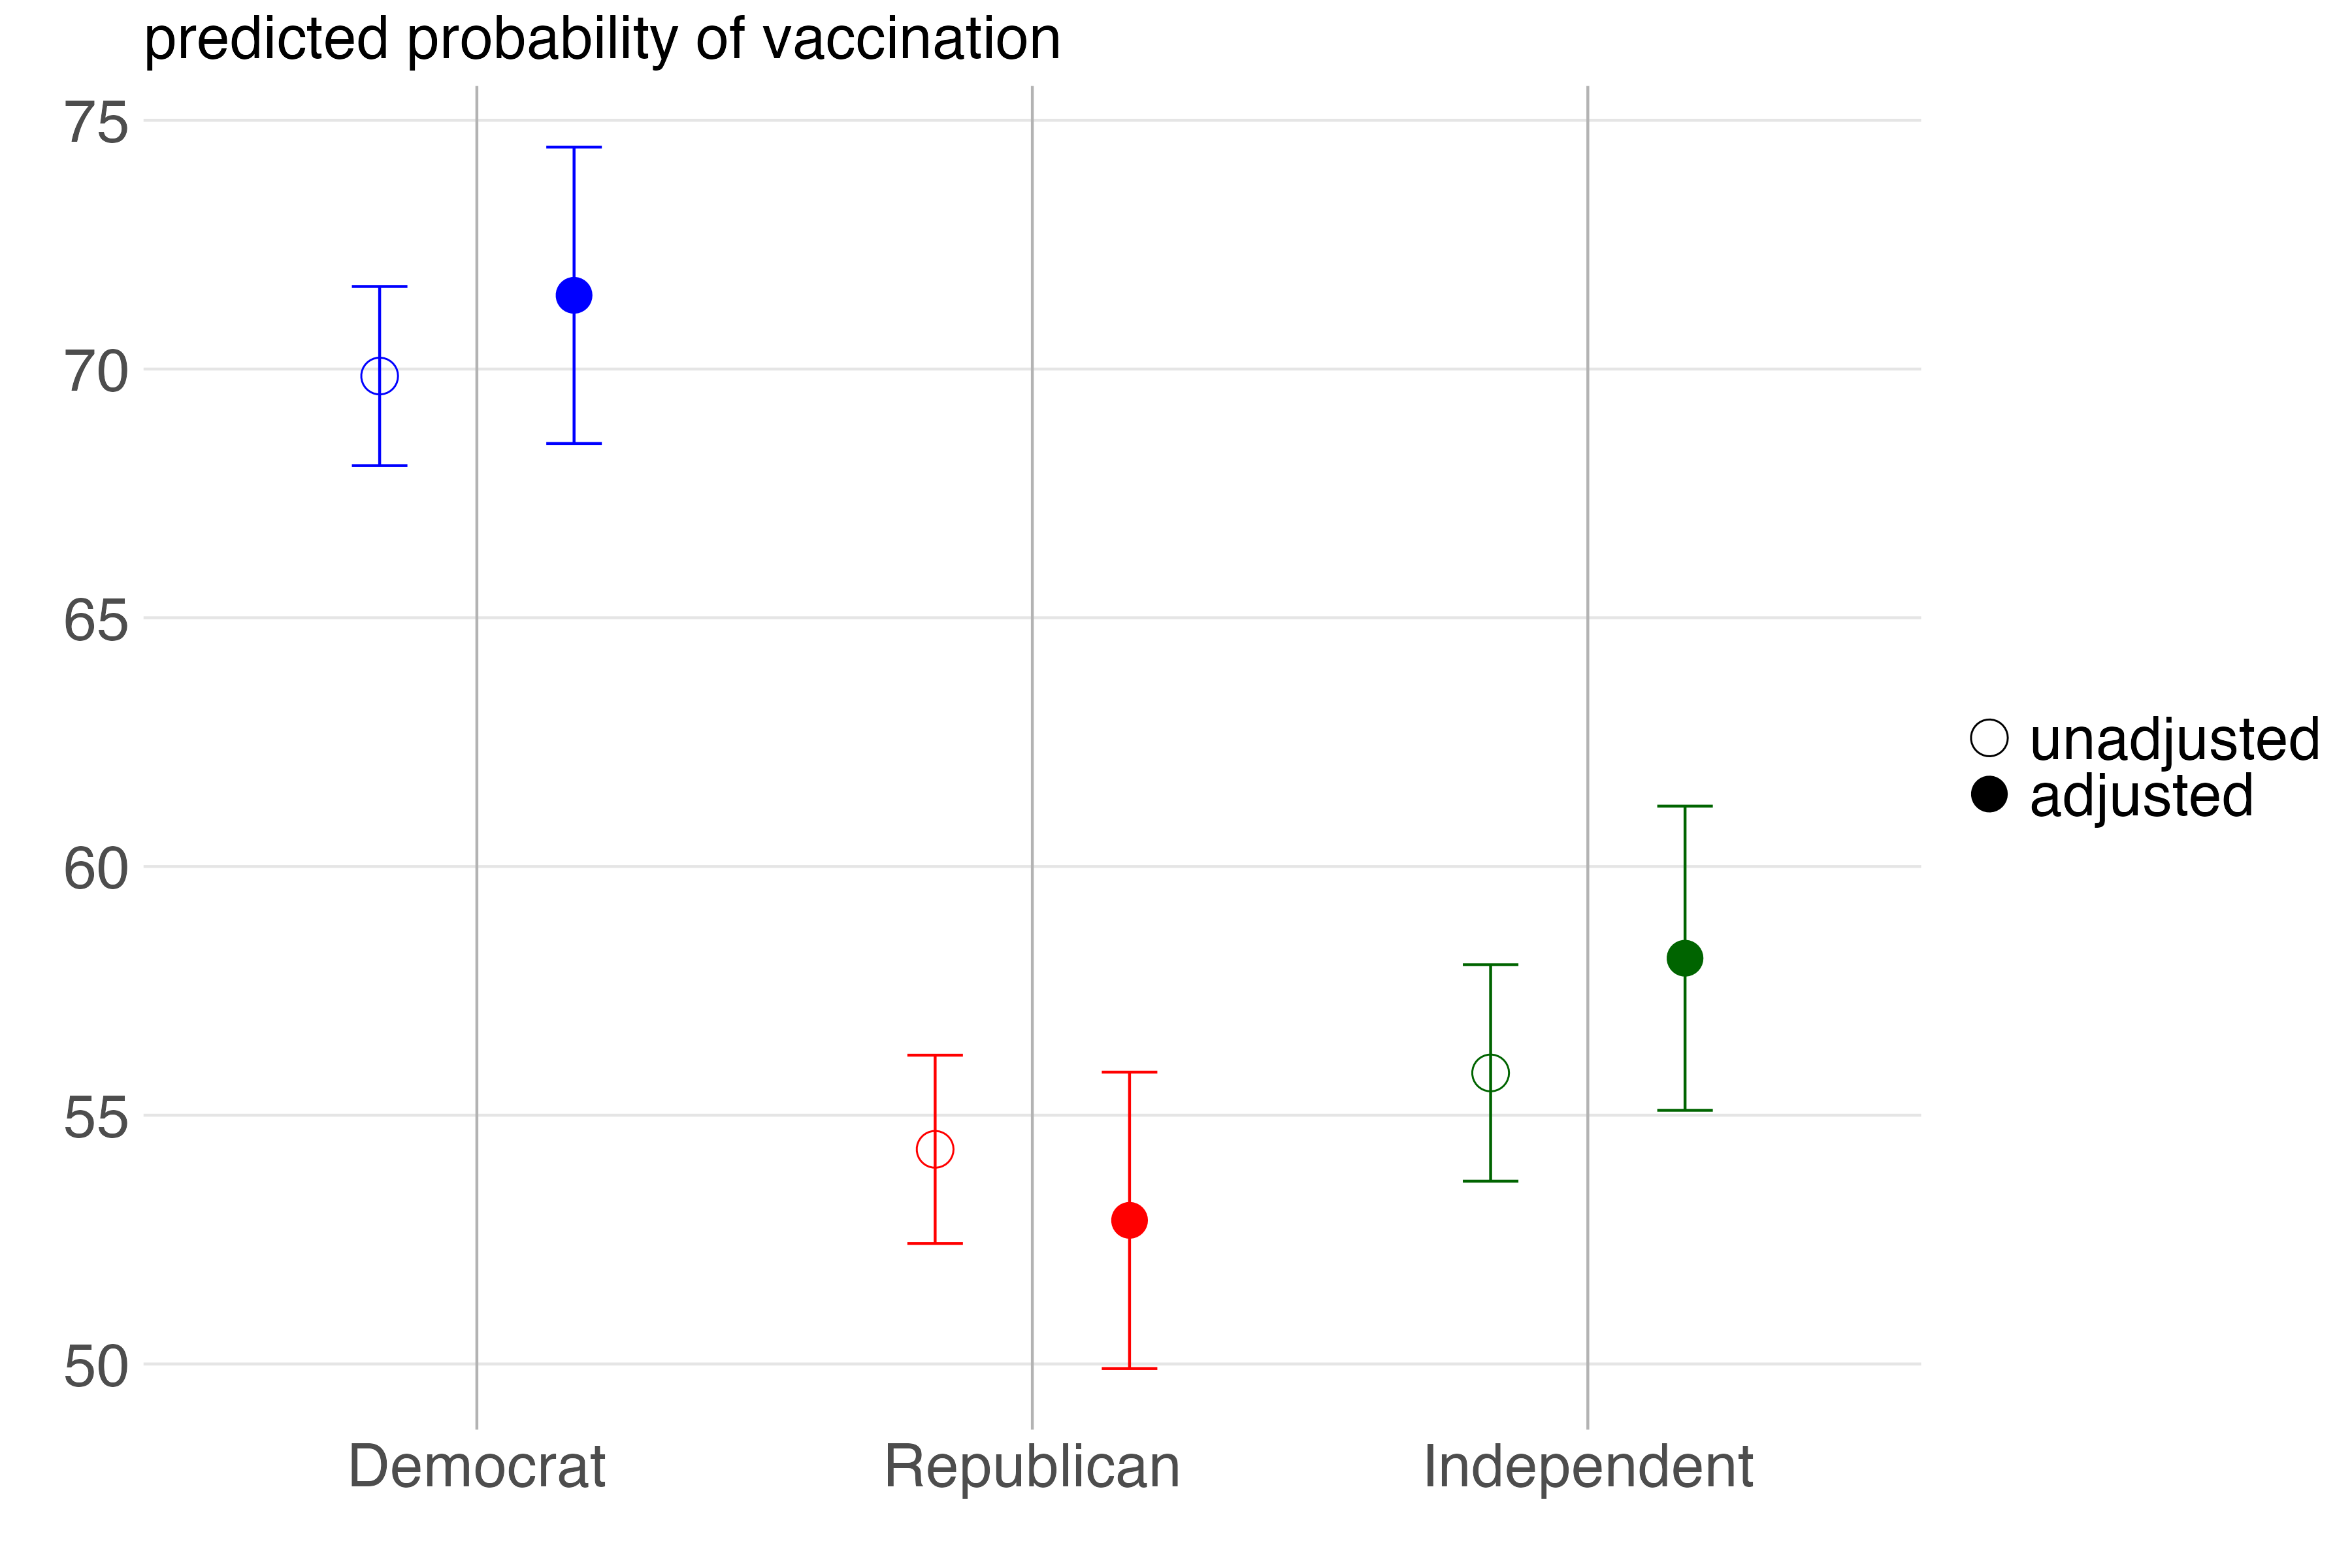 predicted probability of vaccination
75
70
65
60
55
50
Democrat Republican Independent
unadjusted
adjusted